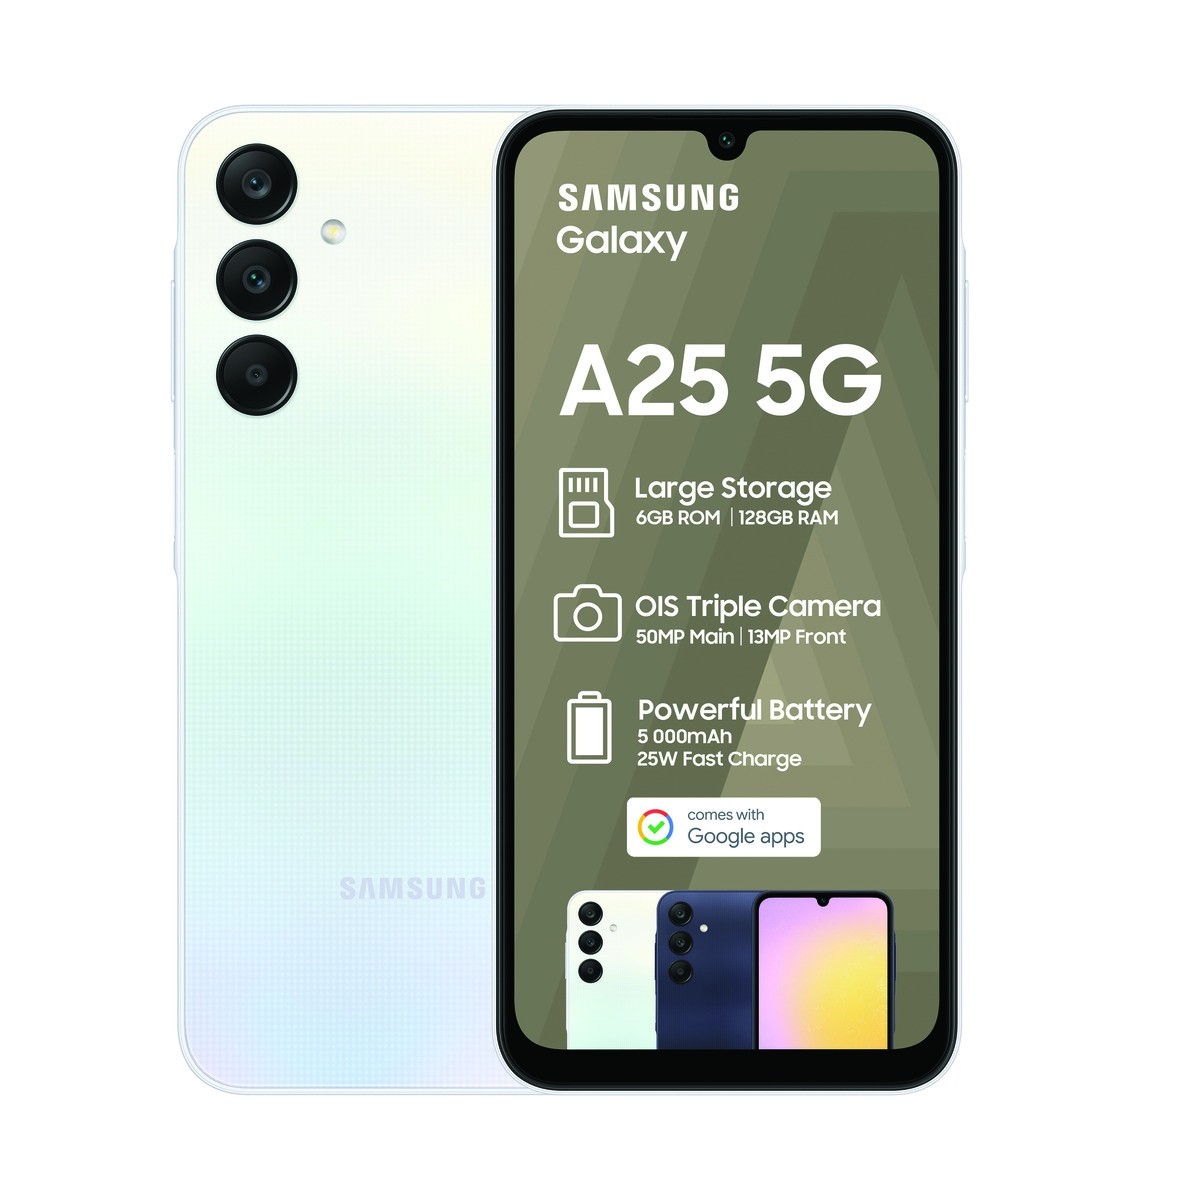 SAMSUNG
Galaxy
A25 5G
Large Storage
6GB ROM | 128GB RAM
OIS Triple Camera
50MP Main | 13MP Front
Powerful Battery
5 000mAh
25W Fast Charge
comes with
Google apps
SAMSUNG